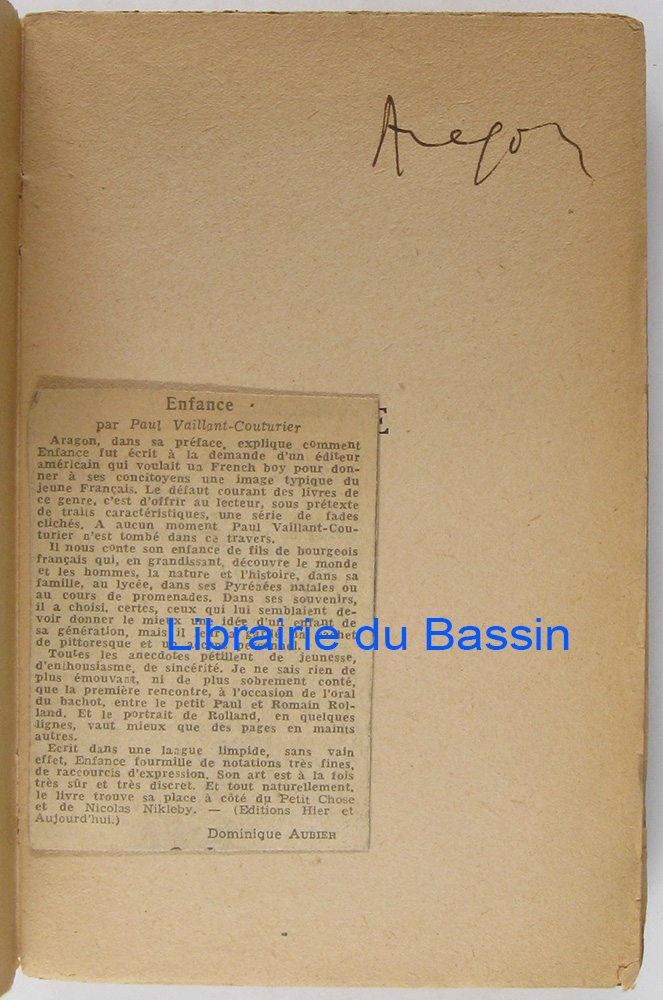 Aragon
E
Enfance
par Paul Vaillant-Couturier
Aragon, dans sa préface, explique comment
Enfance fut écrit à la demande d'un éditeur
américain qui voulait un French boy pour don-
ner à ses concitoyens une image typique du
jeune Français. Le défaut courant des livres de
ce genre, c'est d'offrir au lecteur, sous prétexte
de traits caractéristiques, une série de fades
clichés. A aucun moment Paul Vaillant-Cou-
turier n'est tombé dans ce travers.
Il nous conte son enfance de fils de bourgeois
français qui, en grandissant, découvre le monde
et les hommes, la nature et l'histoire, dans sa
famille, au lycée, dans ses Pyrénées natales ou
au cours de promenades. Dans ses souvenirs,
il a choisi, certes, ceux qui lui semblaient de-
voir donner le mieux une idée d'un enfant de
sa génération, mais il leur a gardé un cachet
de pittoresque et un personnel.
Librairie du Bassin
Toutes les anecdotes pétillent de jeunesse,
d'enthousiasme, de sincérité. Je ne sais rien de
plus émouvant, ni de plus sobrement conté,
que la première rencontre, à l'occasion de l'oral
du bachot, entre le petit Paul et Romain Rol-
land. Et le portrait de Rolland, en quelques
lignes, vaut mieux que des pages en maints
autres.
Ecrit dans une langue limpide, sans vain
effet, Enfance fourmille de notations très fines,
de raccourcis d'expression. Son art est à la fois
très sûr et très discret. Et tout naturellement,
le livre trouve sa place à côté du Petit Chose
et de Nicolas Nikleby. — (Editions Hier et
Aujourd'hui.)
Dominique AUBIER